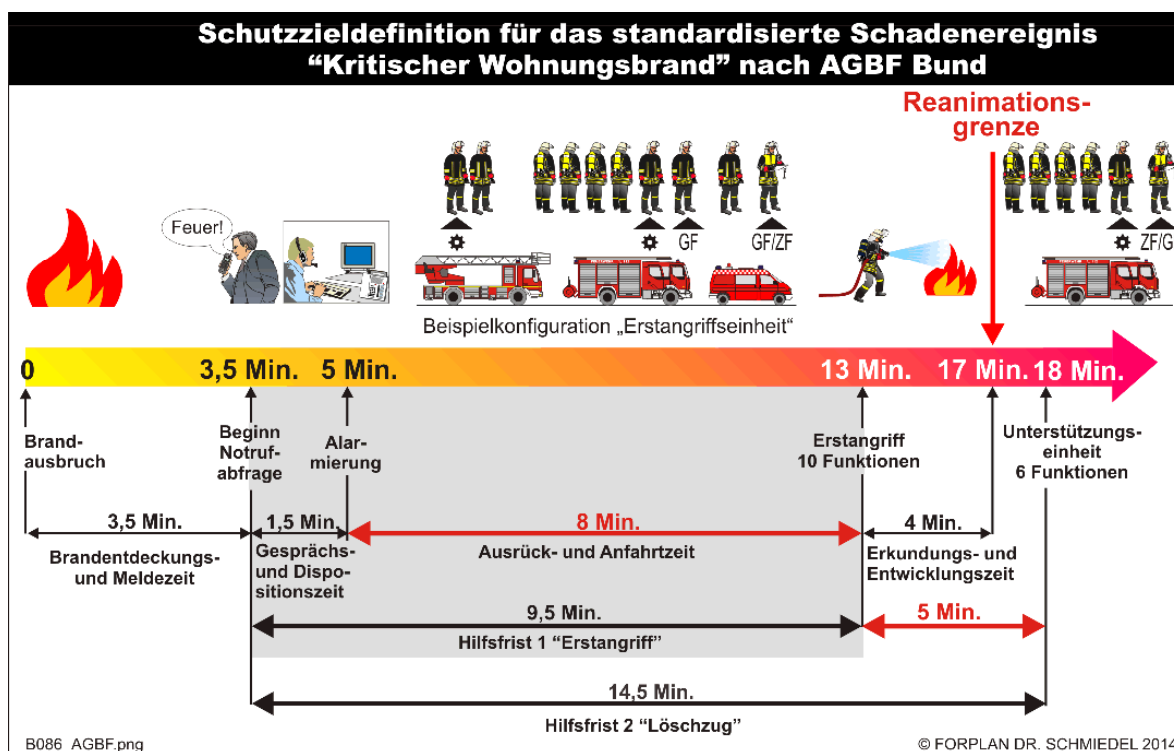 Schutzzieldefinition für das standardisierte Schadenereignis
“Kritischer Wohnungsbrand” nach AGBF Bund
Reanimations-
grenze
Feuer!
GF
GF/ZF
ZF/G
Beispielkonfiguration „Erstangriffseinheit“
0
3,5 Min.
5 Min.
13 Min.
17 Min.
18 Min.
Brand-
ausbruch
Beginn
Notruf-
abfrage
Alar-
mierung
Erstangriff
10 Funktionen
Unterstützungs-
einheit
6 Funktionen
3,5 Min.
Brandentdeckungs-
und Meldezeit
1,5 Min.
Gesprächs-
und Dispo-
sitionszeit
8 Min.
Ausrück- und Anfahrtzeit
4 Min.
Erkundungs- und
Entwicklungszeit
9,5 Min.
Hilfsfrist 1 “Erstangriff”
5 Min.
14,5 Min.
Hilfsfrist 2 “Löschzug”
B086_AGBF.png
© FORPLAN DR. SCHMIEDEL 2014